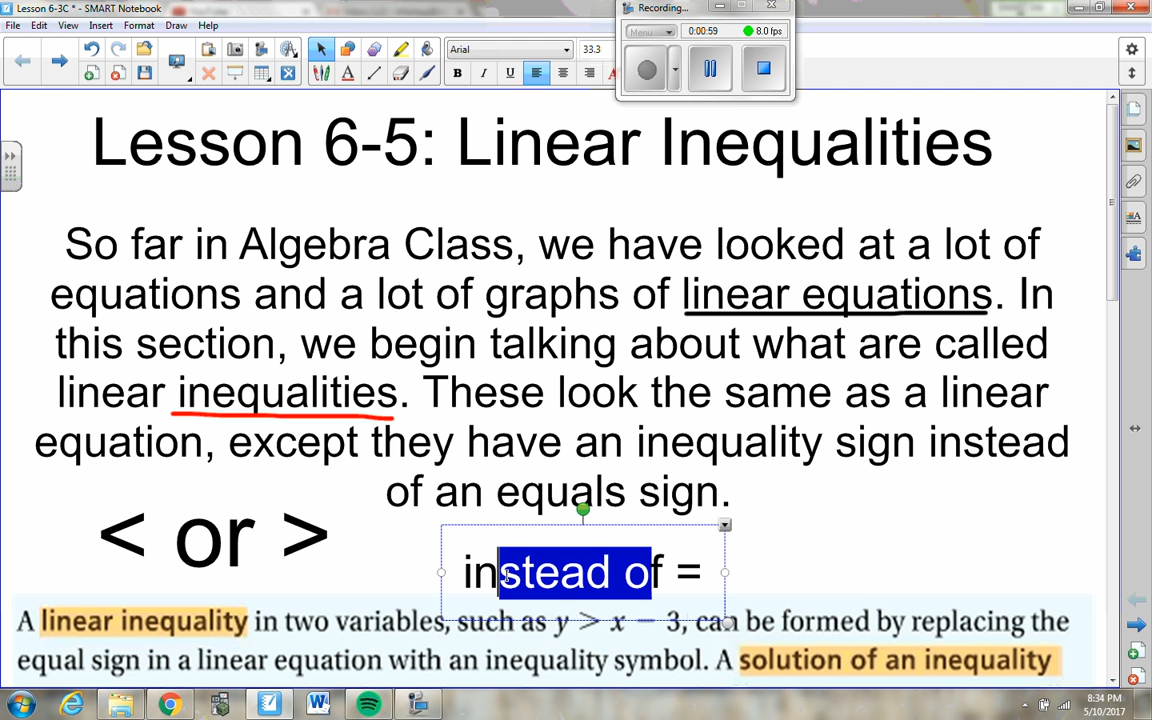 Lesson 6-3C * - SMART Notebook
Recording...
File Edit View Insert Format Draw Help
Menu 0:00:59 8.0 fps
Arial 33.3
B I U
Lesson 6-5: Linear Inequalities
So far in Algebra Class, we have looked at a lot of
equations and a lot of graphs of linear equations. In
this section, we begin talking about what are called
linear inequalities. These look the same as a linear
equation, except they have an inequality sign instead
of an equals sign.
< or >
instead of =
A linear inequality in two variables, such as y > x − 3, can be formed by replacing the
equal sign in a linear equation with an inequality symbol. A solution of an inequality
8:34 PM
5/10/2017